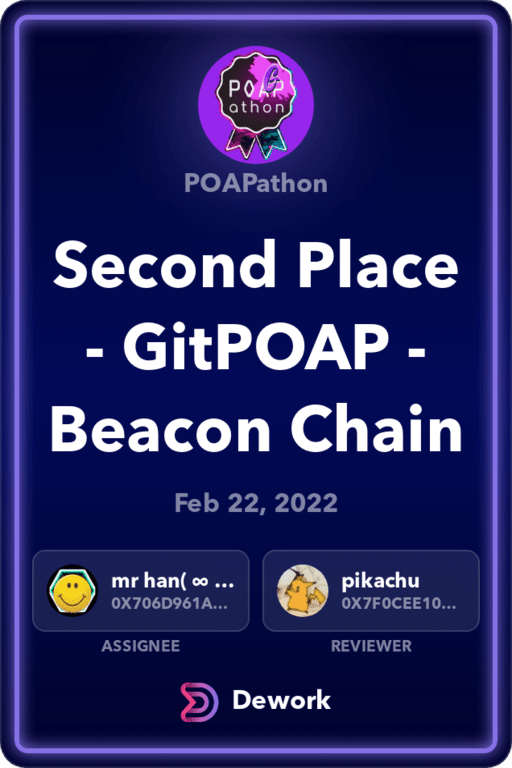 POAP
athon
POAPathon
Second Place
- GitPOAP -
Beacon Chain
Feb 22, 2022
mr han( ∞ ...
0X706D961A...
pikachu
0X7F0CEE10...
ASSIGNEE
REVIEWER
Dework